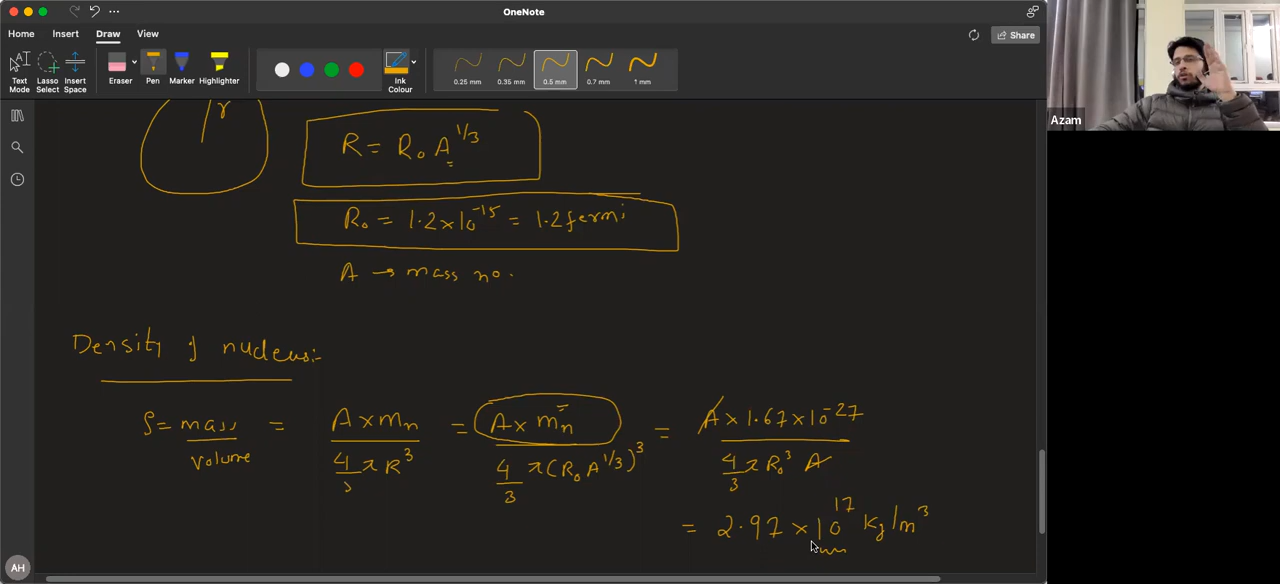 OneNote
Home Insert Draw View
Share
Text Mode Lasso Select Insert Space Eraser Pen Marker Highlighter Ink Colour 0.25 mm 0.35 mm 0.5 mm 0.7 mm 1 mm
Azam
r
R = R₀ A^1/3
R₀ = 1.2×10^-15 = 1.2 fermi
A → mass no.
Density of nucleus:-
ρ = mass/volume = A×mₙ / 4/3 π R³ = A×mₙ / 4/3 π(R₀ A^1/3)³ = A × 1.67×10^-27 / 4/3 π R₀³ A
= 2.97 × 10^17 kg/m³
AH